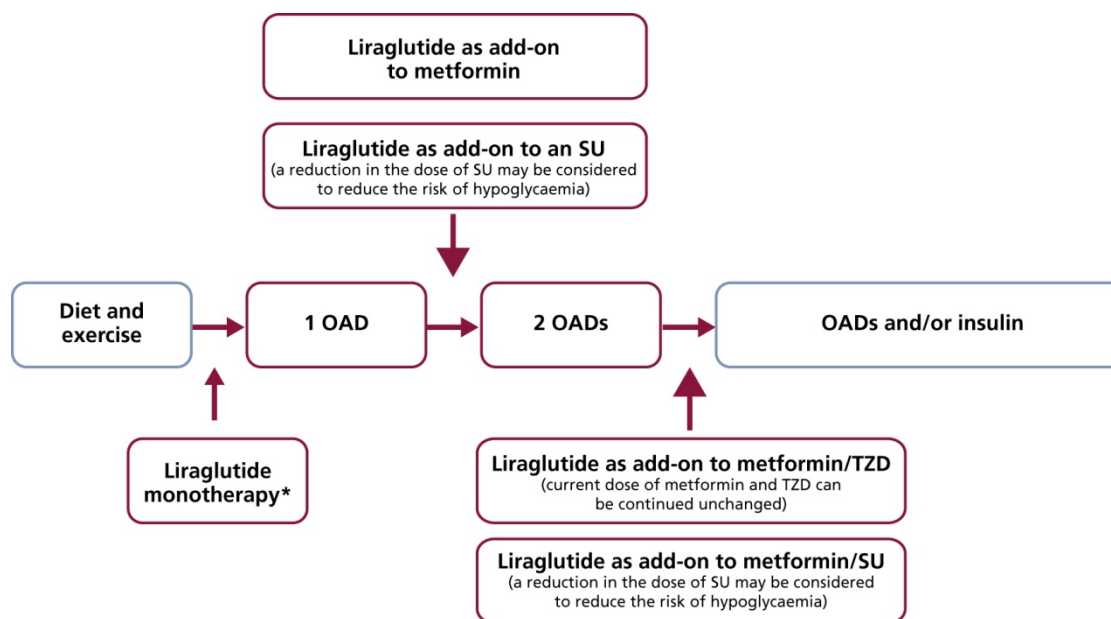 Liraglutide as add-on
to metformin
Liraglutide as add-on to an SU
(a reduction in the dose of SU may be considered
to reduce the risk of hypoglycaemia)
Diet and
exercise
1 OAD
2 OADs
OADs and/or insulin
Liraglutide
monotherapy*
Liraglutide as add-on to metformin/TZD
(current dose of metformin and TZD can
be continued unchanged)
Liraglutide as add-on to metformin/SU
(a reduction in the dose of SU may be considered
to reduce the risk of hypoglycaemia)